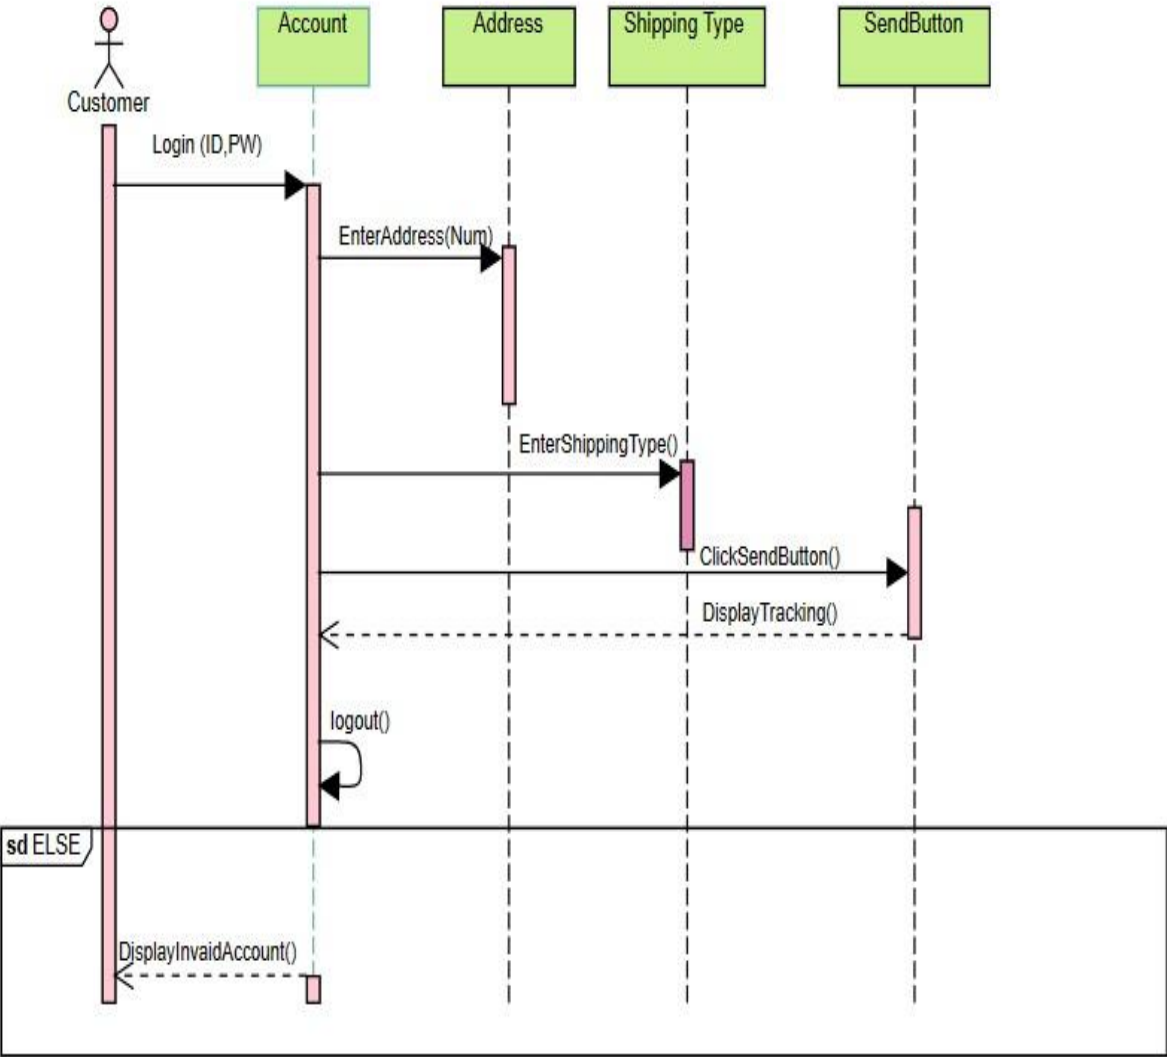 Account
Address
Shipping Type
SendButton
Customer
Login (ID,PW)
EnterAddress(Num)
EnterShippingType()
ClickSendButton()
DisplayTracking()
logout()
sd ELSE
DisplayInvaidAccount()